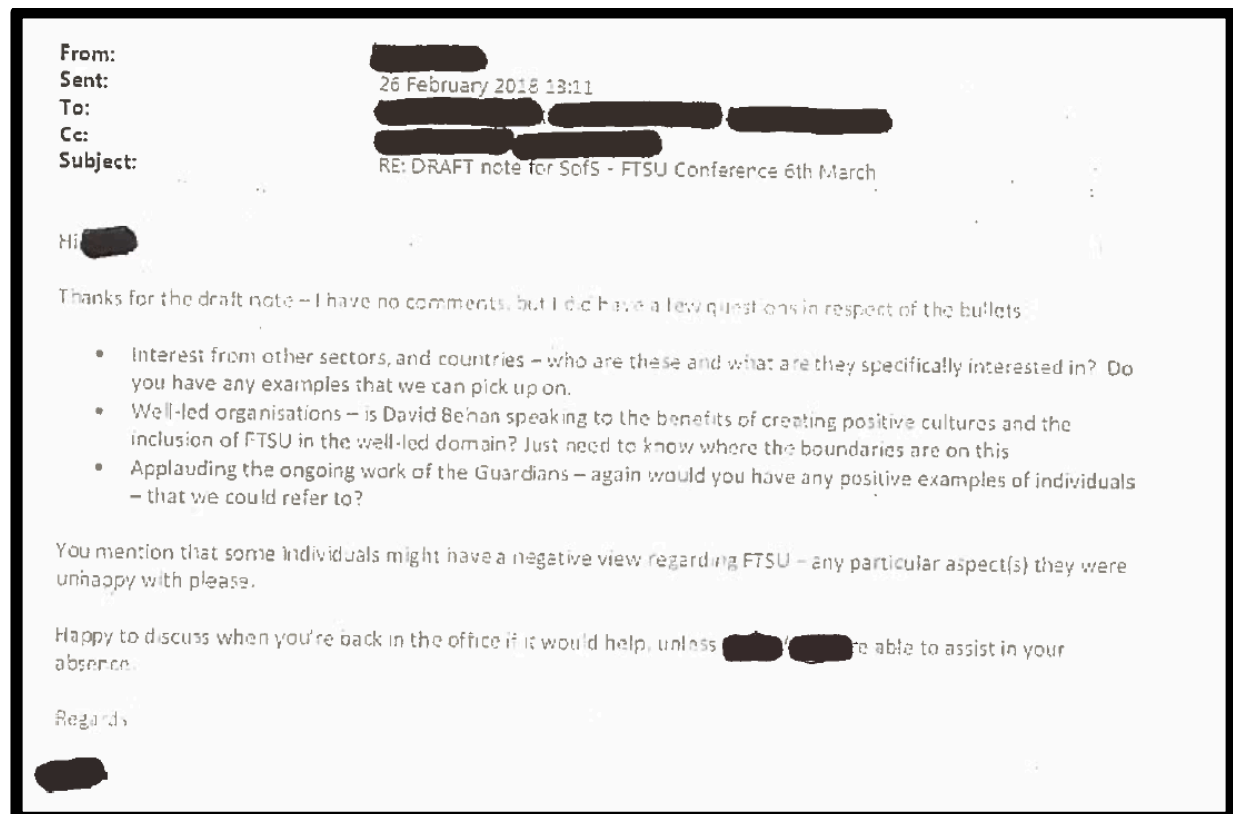 From:
Sent: 26 February 2018 13:11
To:
Cc:
Subject: RE: DRAFT note for SofS - FTSU Conference 6th March
Hi
Thanks for the draft note – I have no comments, but I did have a few questions in respect of the bullets
• Interest from other sectors, and countries – who are these and what are they specifically interested in? Do
you have any examples that we can pick up on.
• Well-led organisations – is David Behan speaking to the benefits of creating positive cultures and the
inclusion of FTSU in the well-led domain? Just need to know where the boundaries are on this
• Applauding the ongoing work of the Guardians – again would you have any positive examples of individuals
– that we could refer to?
You mention that some individuals might have a negative view regarding FTSU – any particular aspect(s) they were
unhappy with please.
Happy to discuss when you're back in the office if it would help, unless / re able to assist in your
absence.
Regards